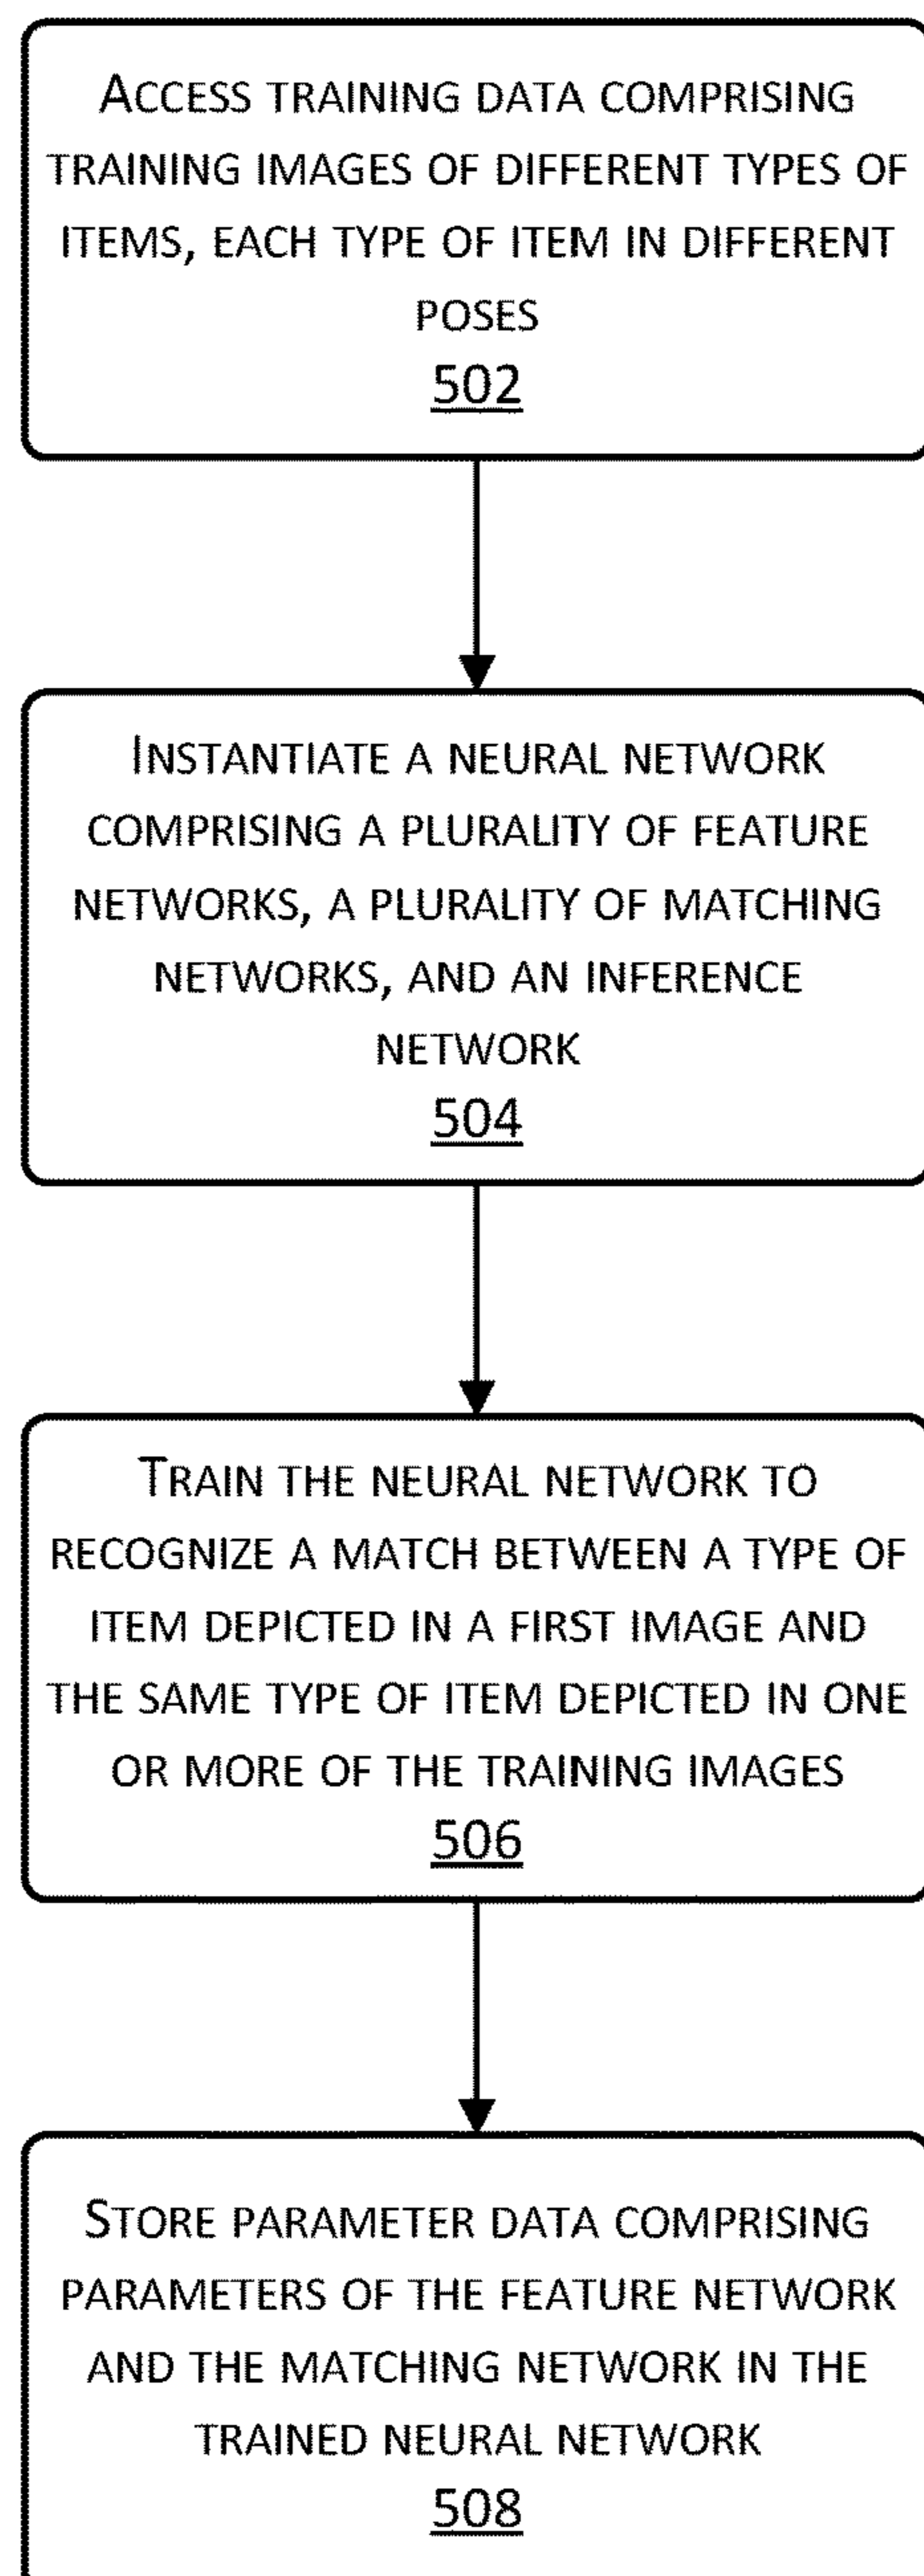 ACCESS TRAINING DATA COMPRISING
TRAINING IMAGES OF DIFFERENT TYPES OF
ITEMS, EACH TYPE OF ITEM IN DIFFERENT
POSES
502
INSTANTIATE A NEURAL NETWORK
COMPRISING A PLURALITY OF FEATURE
NETWORKS, A PLURALITY OF MATCHING
NETWORKS, AND AN INFERENCE
NETWORK
504
TRAIN THE NEURAL NETWORK TO
RECOGNIZE A MATCH BETWEEN A TYPE OF
ITEM DEPICTED IN A FIRST IMAGE AND
THE SAME TYPE OF ITEM DEPICTED IN ONE
OR MORE OF THE TRAINING IMAGES
506
STORE PARAMETER DATA COMPRISING
PARAMETERS OF THE FEATURE NETWORK
AND THE MATCHING NETWORK IN THE
TRAINED NEURAL NETWORK
508